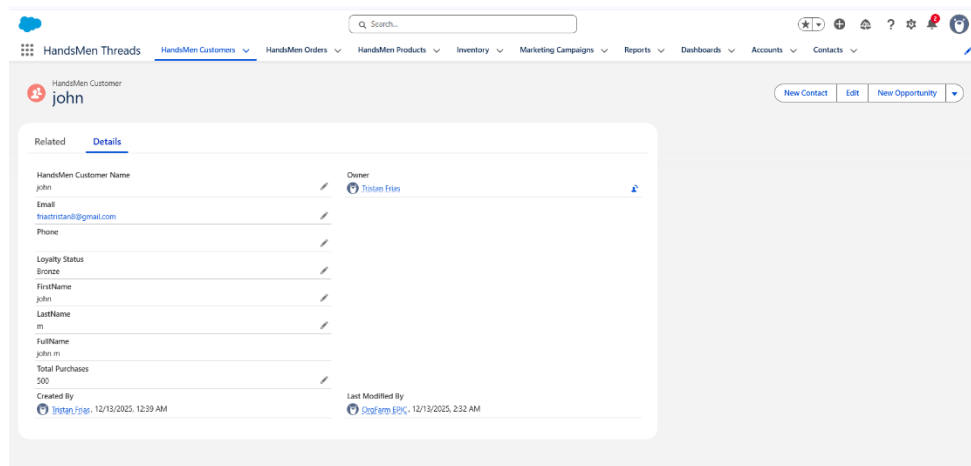 Search...
2
HandsMen Threads HandsMen Customers HandsMen Orders HandsMen Products Inventory Marketing Campaigns Reports Dashboards Accounts Contacts
HandsMen Customer
john
New Contact Edit New Opportunity
Related Details
HandsMen Customer Name
john
Owner
Tristan Frias
Email
friastristan8@gmail.com
Phone
Loyalty Status
Bronze
FirstName
john
LastName
m
FullName
john m
Total Purchases
500
Created By
Tristan Frias, 12/13/2025, 12:39 AM
Last Modified By
OrgFarm EPIC, 12/13/2025, 2:32 AM